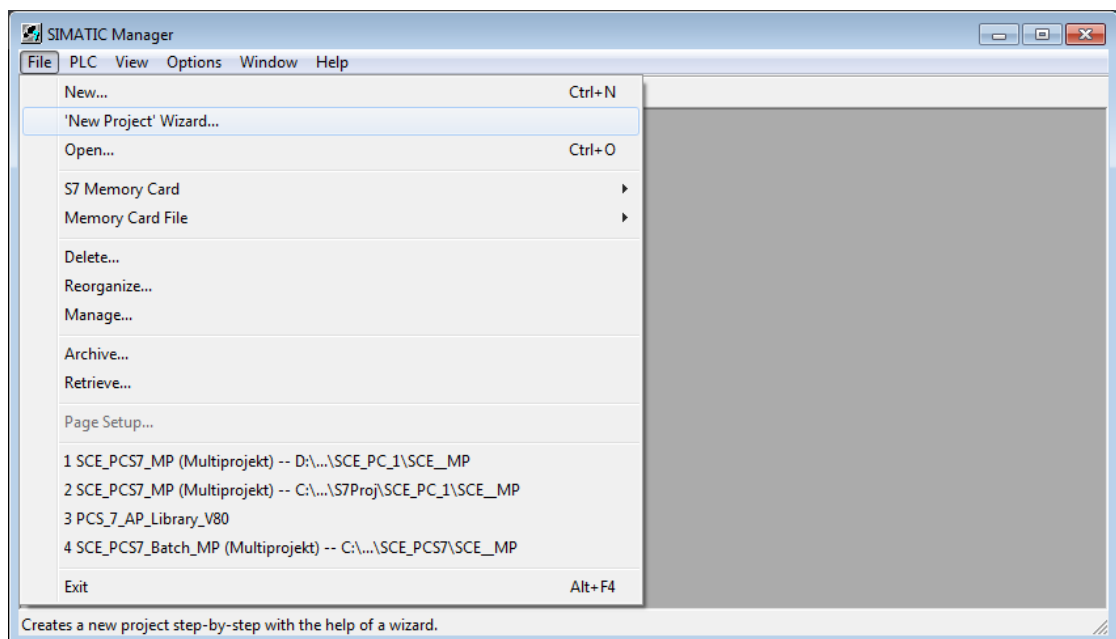 SIMATIC Manager
File PLC View Options Window Help
New... Ctrl+N
'New Project' Wizard...
Open... Ctrl+O
S7 Memory Card
Memory Card File
Delete...
Reorganize...
Manage...
Archive...
Retrieve...
Page Setup...
1 SCE_PCS7_MP (Multiprojekt) -- D:\...\SCE_PC_1\SCE__MP
2 SCE_PCS7_MP (Multiprojekt) -- C:\...\S7Proj\SCE_PC_1\SCE__MP
3 PCS_7_AP_Library_V80
4 SCE_PCS7_Batch_MP (Multiprojekt) -- C:\...\SCE_PCS7\SCE__MP
Exit Alt+F4
Creates a new project step-by-step with the help of a wizard.